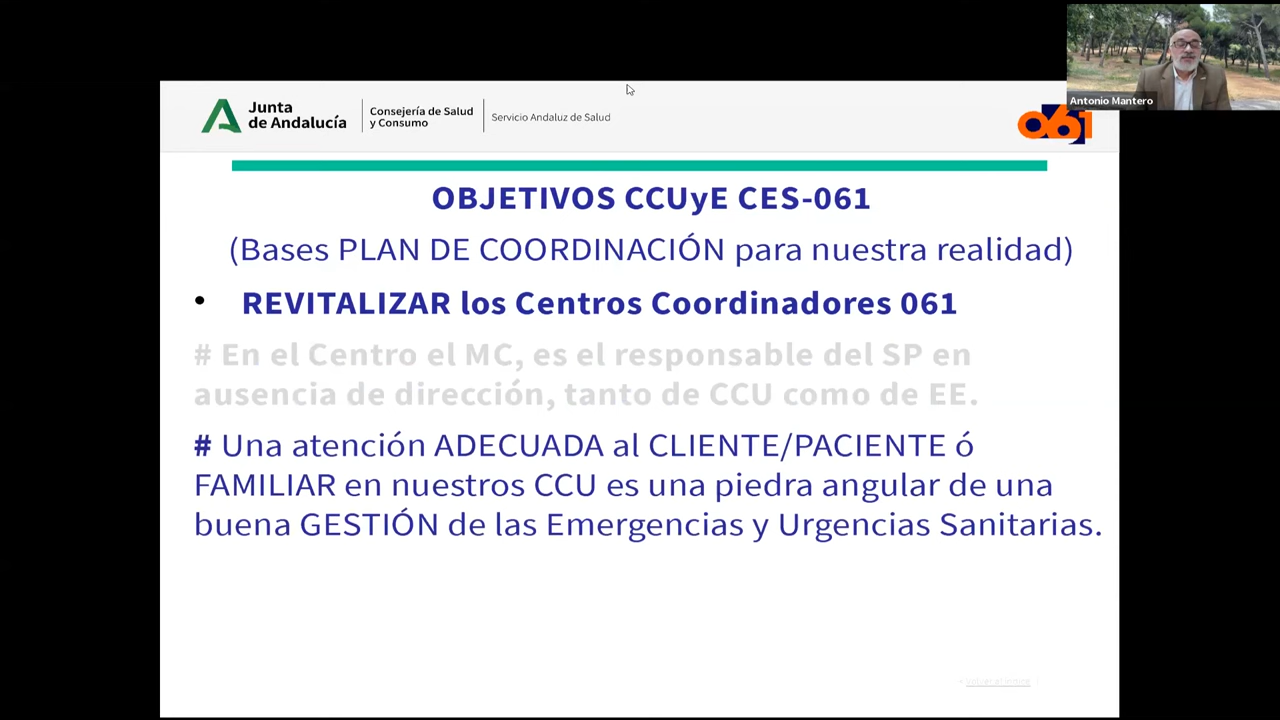 Antonio Mantero
Junta
de Andalucía
Consejería de Salud
y Consumo
Servicio Andaluz de Salud
061
OBJETIVOS CCUyE CES-061
(Bases PLAN DE COORDINACIÓN para nuestra realidad)
• REVITALIZAR los Centros Coordinadores 061
# En el Centro el MC, es el responsable del SP en
ausencia de dirección, tanto de CCU como de EE.
# Una atención ADECUADA al CLIENTE/PACIENTE ó
FAMILIAR en nuestros CCU es una piedra angular de una
buena GESTIÓN de las Emergencias y Urgencias Sanitarias.